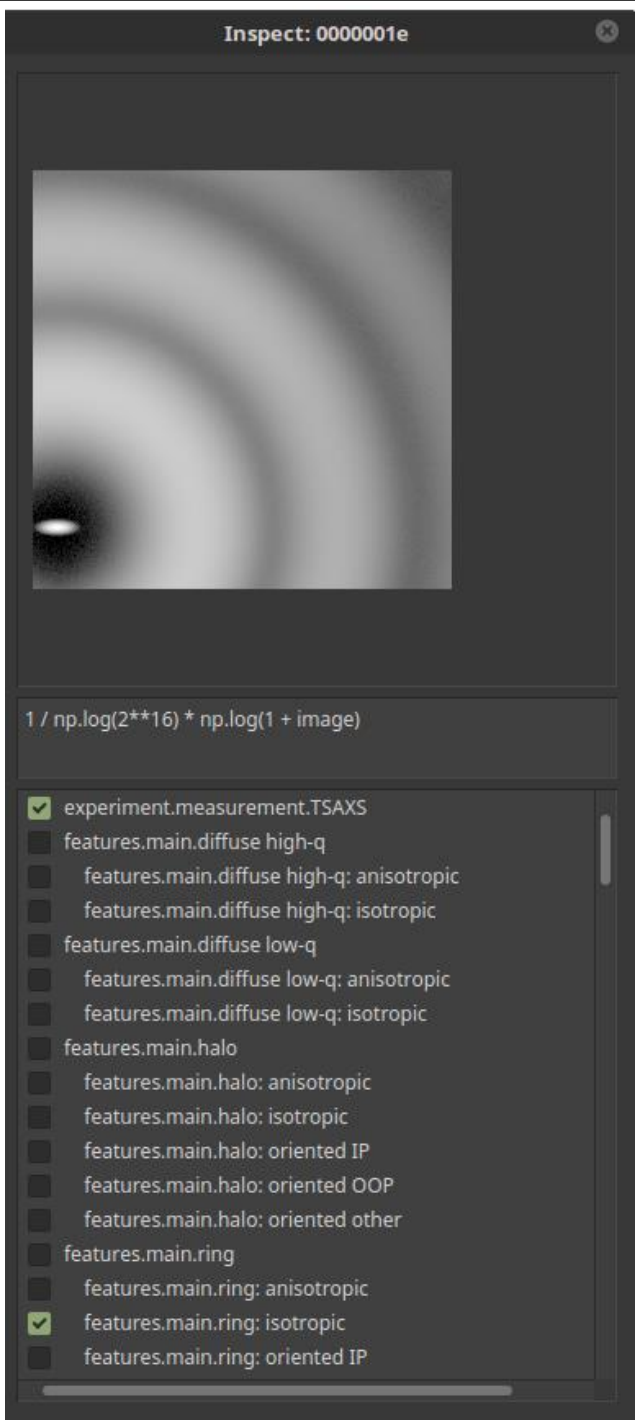 Inspect: 0000001e
1 / np.log(2**16) * np.log(1 + image)
experiment.measurement.TSAXS
features.main.diffuse high-q
features.main.diffuse high-q: anisotropic
features.main.diffuse high-q: isotropic
features.main.diffuse low-q
features.main.diffuse low-q: anisotropic
features.main.diffuse low-q: isotropic
features.main.halo
features.main.halo: anisotropic
features.main.halo: isotropic
features.main.halo: oriented IP
features.main.halo: oriented OOP
features.main.halo: oriented other
features.main.ring
features.main.ring: anisotropic
features.main.ring: isotropic
features.main.ring: oriented IP